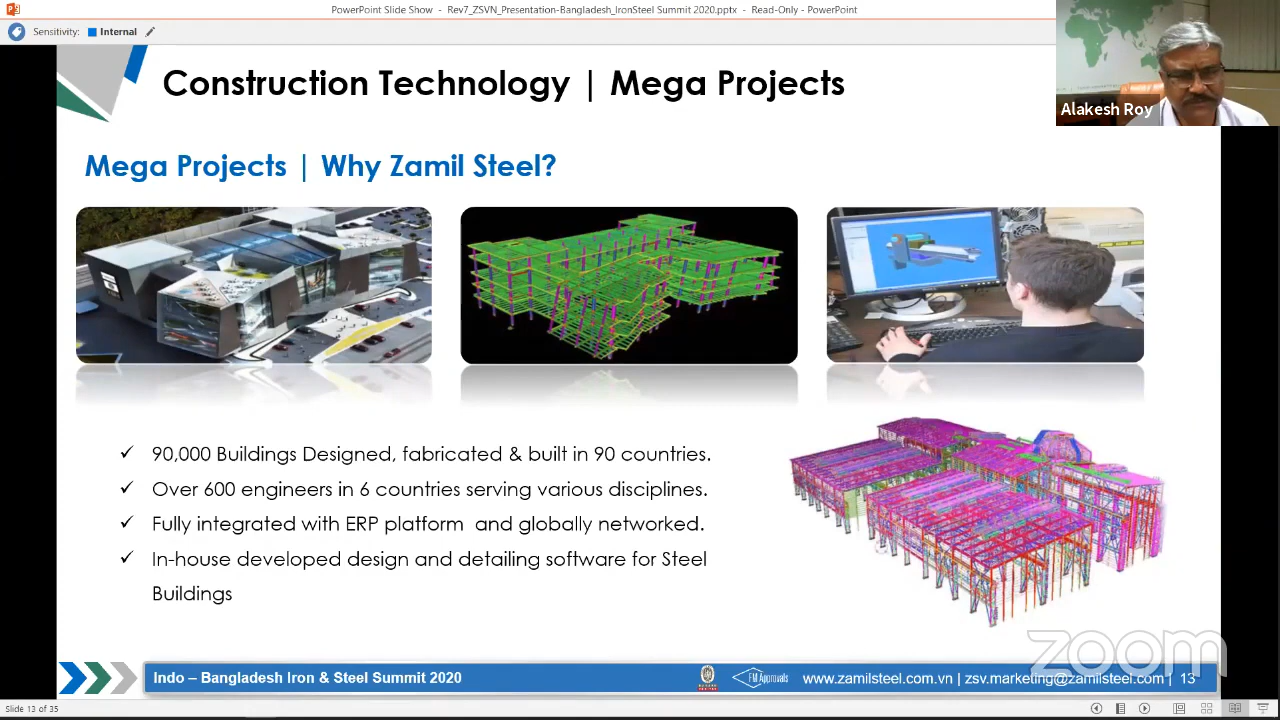 PowerPoint Slide Show - Rev7_ZSVN_Presentation-Bangladesh_IronSteel Summit 2020.pptx - Read-Only - PowerPoint
Sensitivity: Internal
Construction Technology | Mega Projects
Alakesh Roy
Mega Projects | Why Zamil Steel?
✓ 90,000 Buildings Designed, fabricated & built in 90 countries.
✓ Over 600 engineers in 6 countries serving various disciplines.
✓ Fully integrated with ERP platform and globally networked.
✓ In-house developed design and detailing software for Steel
Buildings
zoom
Indo – Bangladesh Iron & Steel Summit 2020
FM Approvals
www.zamilsteel.com.vn | zsv.marketing@zamilsteel.com | 13
Slide 13 of 35